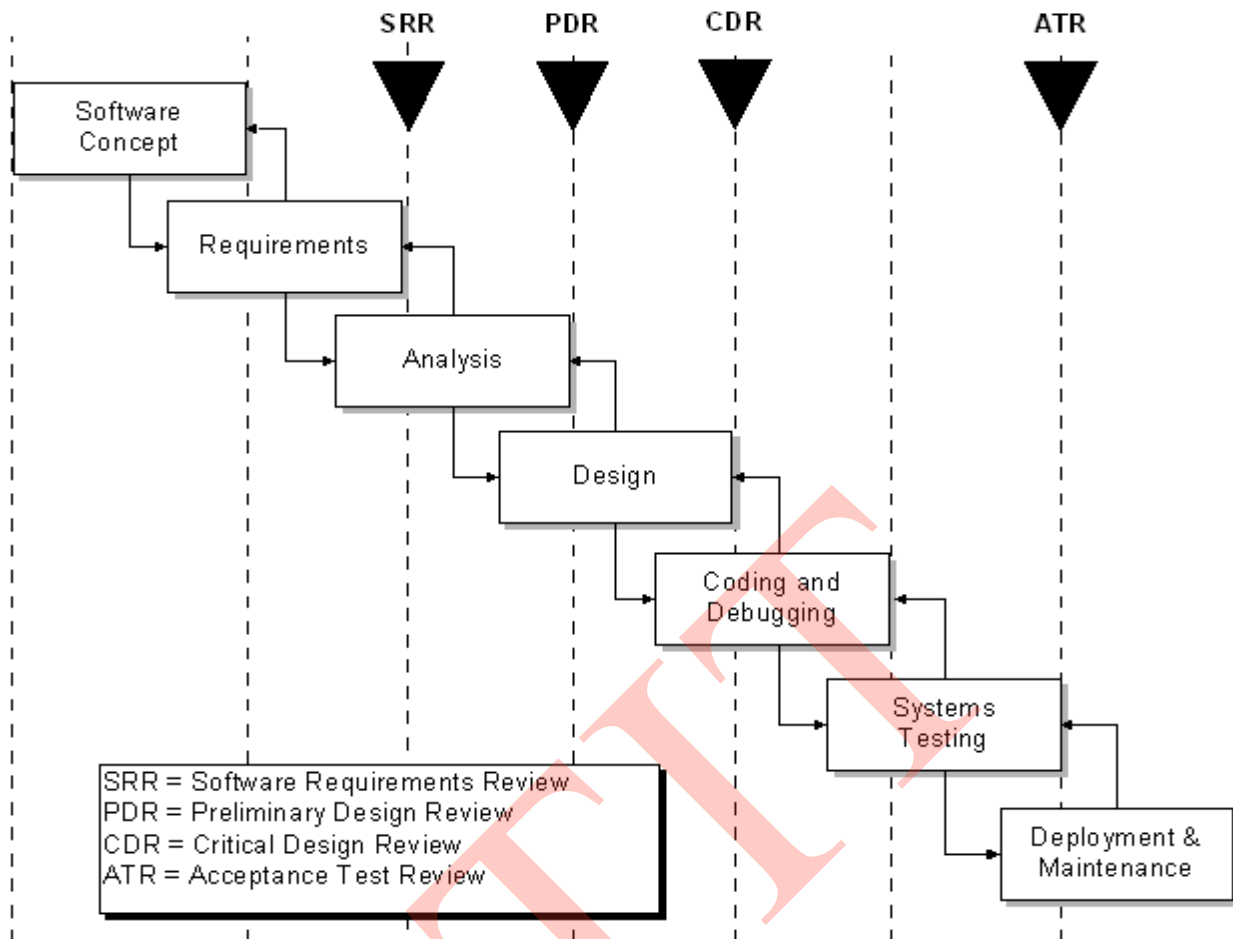 SRR
PDR
CDR
ATR
Software
Concept
Requirements
Analysis
Design
Coding and
Debugging
Systems
Testing
Deployment &
Maintenance
SRR = Software Requirements Review
PDR = Preliminary Design Review
CDR = Critical Design Review
ATR = Acceptance Test Review